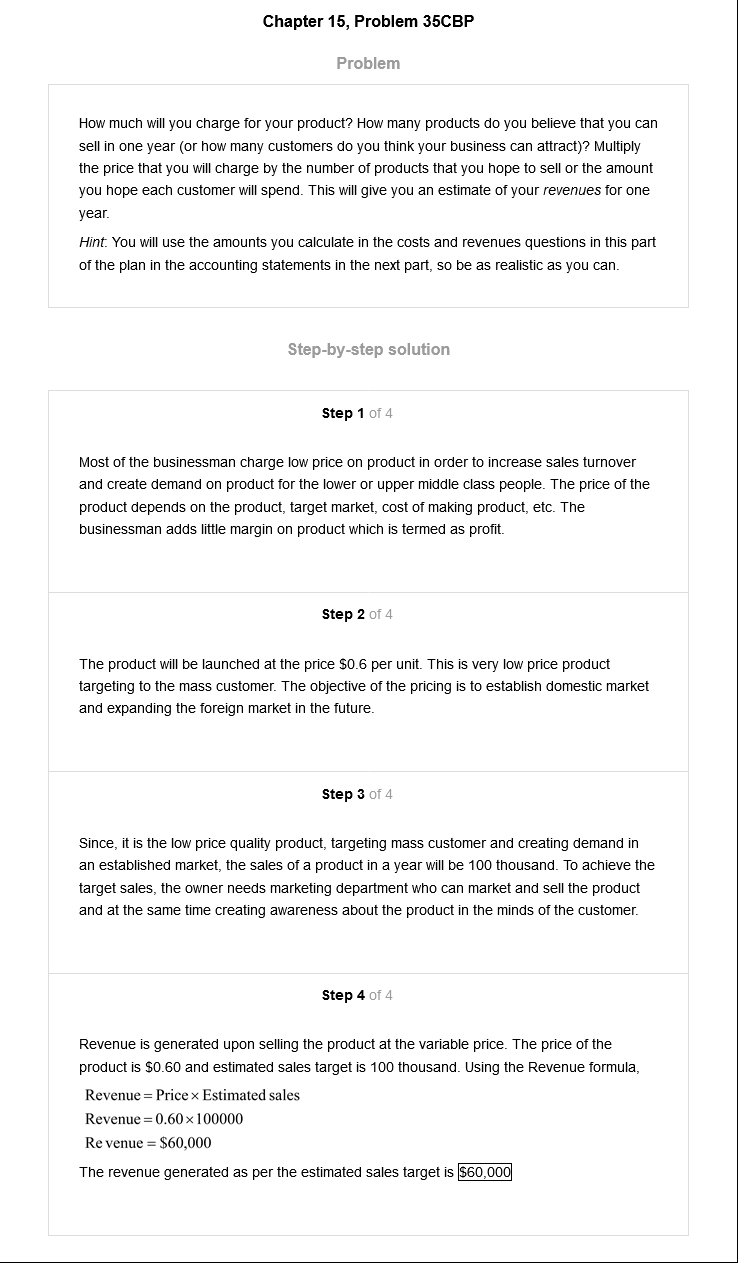 Chapter 15, Problem 35CBP
Problem
How much will you charge for your product? How many products do you believe that you can
sell in one year (or how many customers do you think your business can attract)? Multiply
the price that you will charge by the number of products that you hope to sell or the amount
you hope each customer will spend. This will give you an estimate of your revenues for one
year.
Hint: You will use the amounts you calculate in the costs and revenues questions in this part
of the plan in the accounting statements in the next part, so be as realistic as you can.
Step-by-step solution
Step 1 of 4
Most of the businessman charge low price on product in order to increase sales turnover
and create demand on product for the lower or upper middle class people. The price of the
product depends on the product, target market, cost of making product, etc. The
businessman adds little margin on product which is termed as profit.
Step 2 of 4
The product will be launched at the price $0.6 per unit. This is very low price product
targeting to the mass customer. The objective of the pricing is to establish domestic market
and expanding the foreign market in the future.
Step 3 of 4
Since, it is the low price quality product, targeting mass customer and creating demand in
an established market, the sales of a product in a year will be 100 thousand. To achieve the
target sales, the owner needs marketing department who can market and sell the product
and at the same time creating awareness about the product in the minds of the customer.
Step 4 of 4
Revenue is generated upon selling the product at the variable price. The price of the
product is $0.60 and estimated sales target is 100 thousand. Using the Revenue formula,
Revenue = Price × Estimated sales
Revenue = 0.60 × 100000
Re venue = $60,000
The revenue generated as per the estimated sales target is $60,000